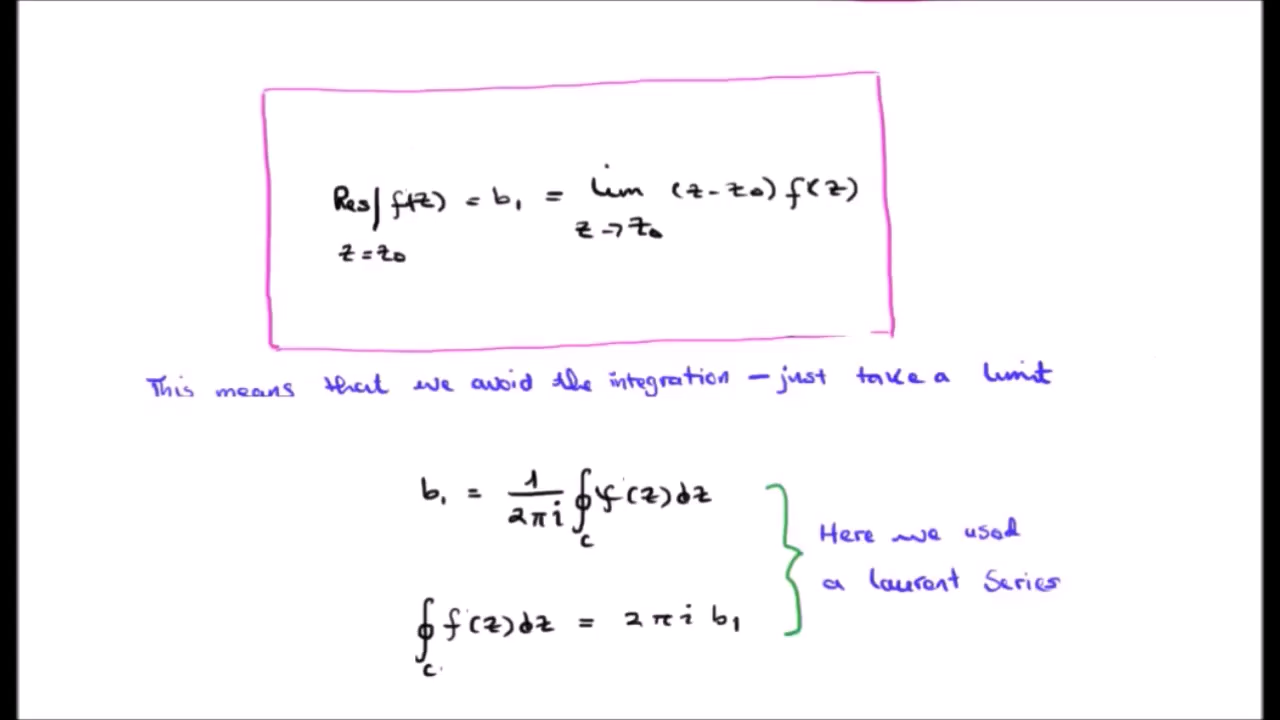 Res| f(z) = b₁ = lim (z - z₀) f(z)
z = z₀ z → z₀
This means that we avoid the integration – just take a limit
b₁ = 1/2πi ∮ f(z)dz
c
Here we used
a laurent Series
∮ f(z)dz = 2πi b₁
c